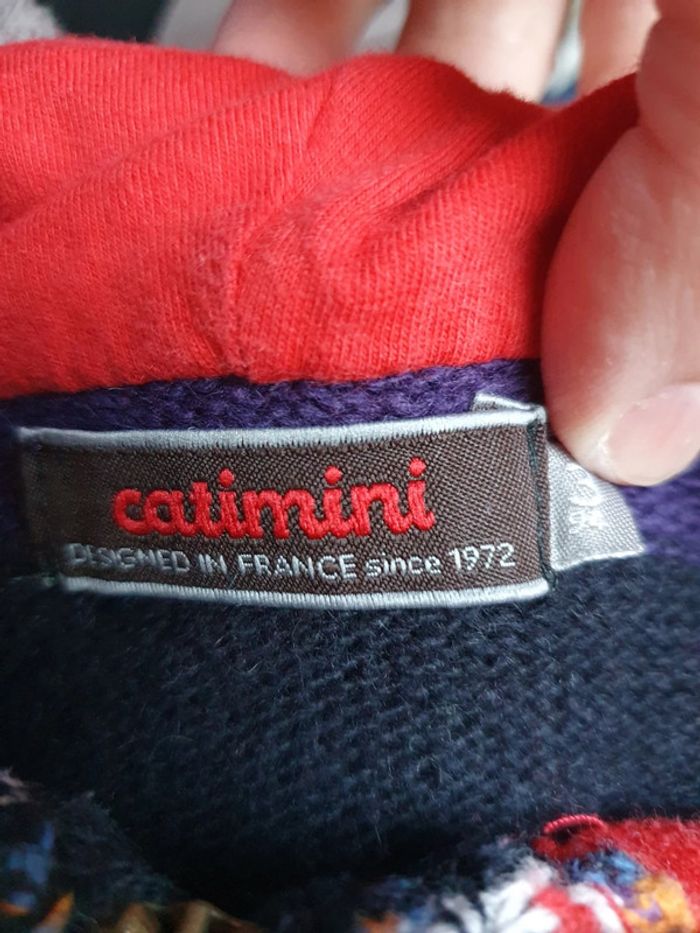 catimini
DESIGNED IN FRANCE since 1972